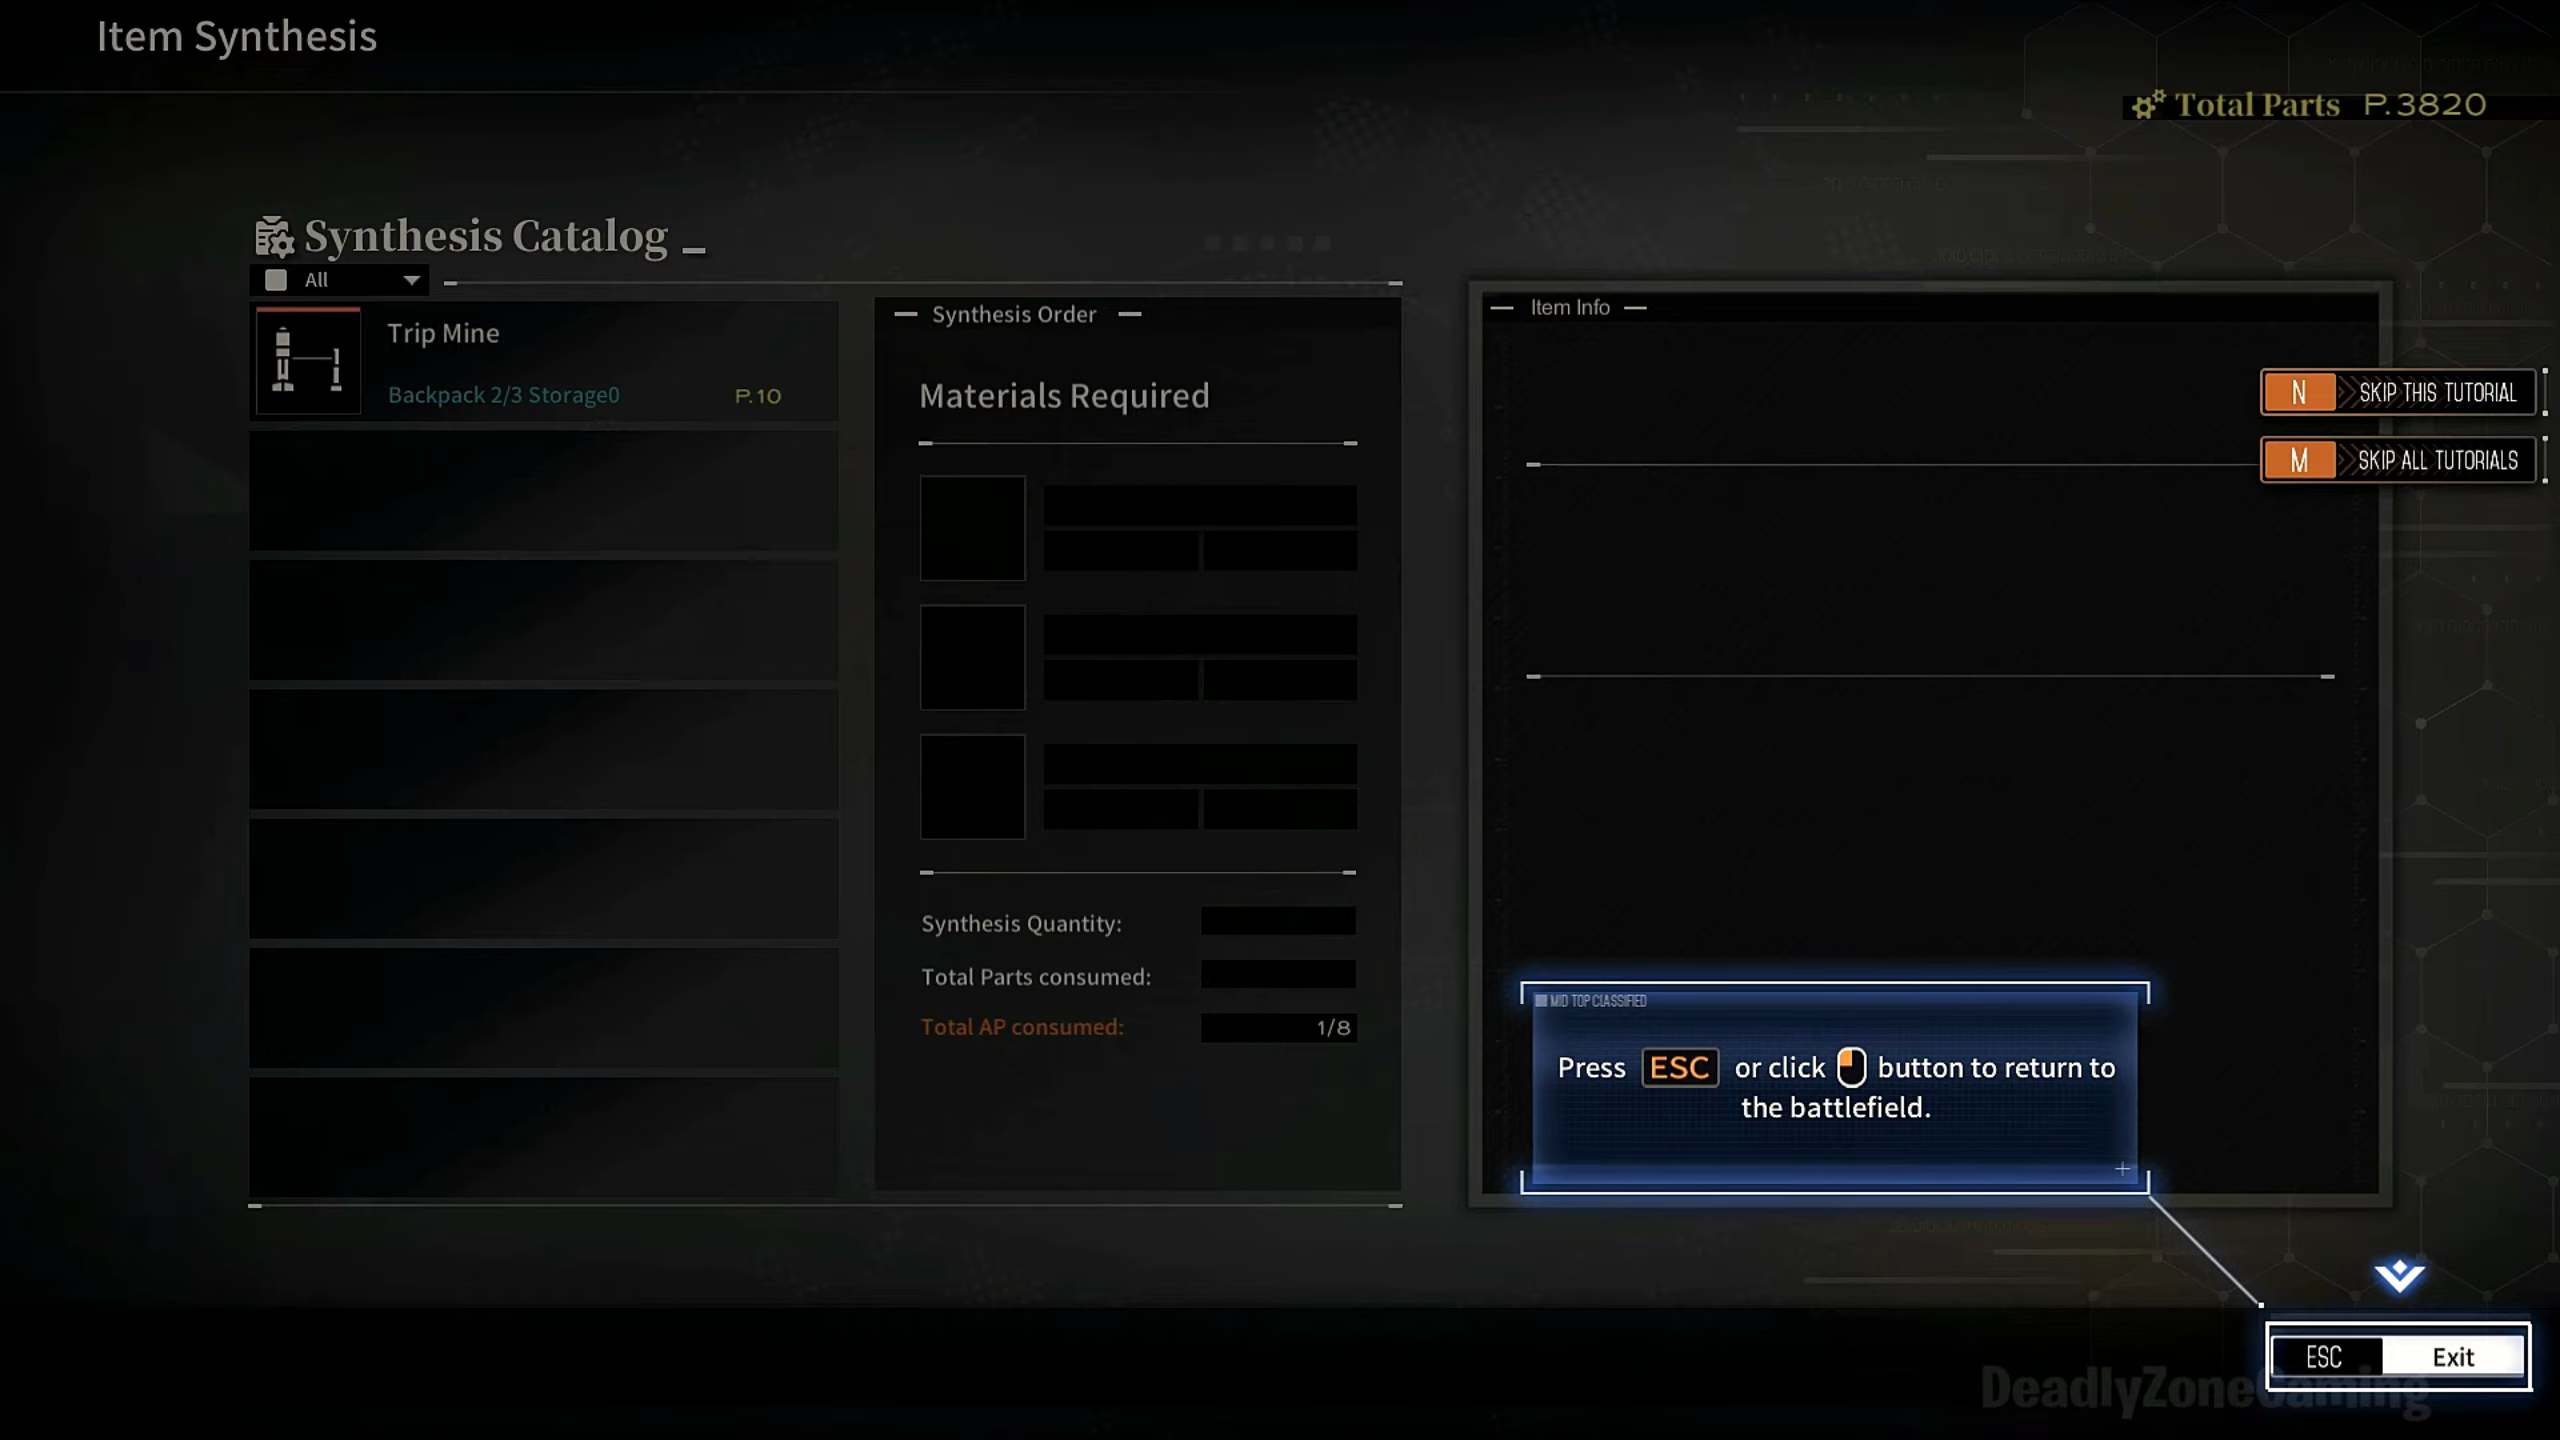 Item Synthesis
Total Parts P.3820
Synthesis Catalog
All
Trip Mine
Backpack 2/3 Storage0 P.10
Synthesis Order
Materials Required
Synthesis Quantity:
Total Parts consumed:
Total AP consumed: 1/8
Item Info
N SKIP THIS TUTORIAL
M SKIP ALL TUTORIALS
MID TOP CLASSIFIED
Press ESC or click button to return to
the battlefield.
ESC Exit
DeadlyZoneGaming